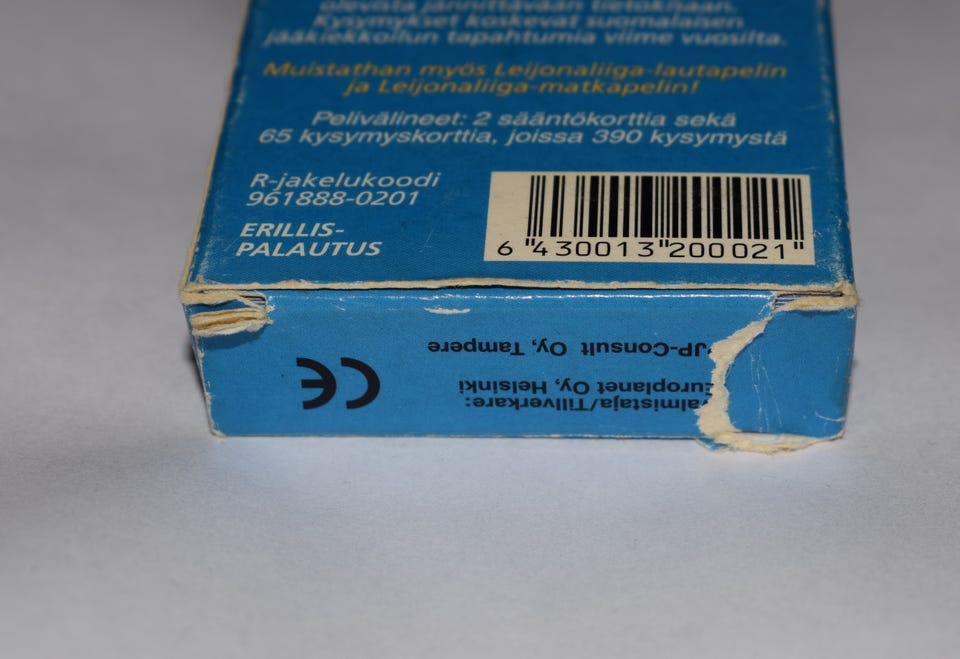 olevista jännittävään tietokilpaan.
Kysymykset koskevat suomalaisen
jääkiekkoilun tapahtumia viime vuosilta.
Muistathan myös Leijonaliiga-lautapelin
ja Leijonaliiga-matkapelin!
Pelivälineet: 2 sääntökorttia sekä
65 kysymyskorttia, joissa 390 kysymystä
R-jakelukoodi
961888-0201
ERILLIS-
PALAUTUS
6 "430013"200021"
CE
almistaja/Tillverkare:
Europlanet Oy, Helsinki
JP-Consult Oy, Tampere